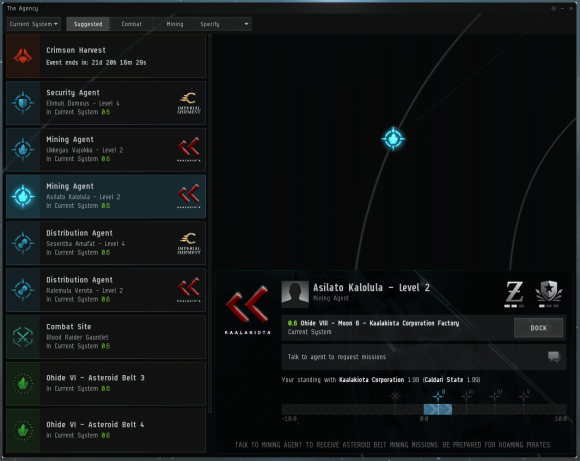 The Agency
Current System
Suggested
Combat
Mining
Specify
Crimson Harvest
Event ends in: 21d 20h 16m 29s
Security Agent
Ehmuh Domous - Level 4
In Current System 0.6
IMPERIAL
SHIPMENT
Mining Agent
Ukkegas Vajokka - Level 2
In Current System 0.6
KAALAKIOTA
Mining Agent
Asilato Kalolula - Level 2
In Current System 0.6
KAALAKIOTA
Distribution Agent
Sesentha Amafat - Level 4
In Current System 0.6
IMPERIAL
SHIPMENT
Distribution Agent
Ralemula Verota - Level 2
In Current System 0.6
KAALAKIOTA
Combat Site
Blood Raider Gauntlet
In Current System 0.6
Ohide VI - Asteroid Belt 3
In Current System 0.6
Ohide VI - Asteroid Belt 4
In Current System 0.6
KAALAKIOTA
Asilato Kalolula - Level 2
Mining Agent
0.6 Ohide VIII - Moon 6 - Kaalakiota Corporation Factory
Current System
DOCK
Talk to agent to request missions
Your standing with Kaalakiota Corporation 1.99 (Caldari State 1.99)
II III IV V
-10.0 0.0 10.0
TALK TO MINING AGENT TO RECEIVE ASTEROID BELT MINING MISSIONS. BE PREPARED FOR ROAMING PIRATES.